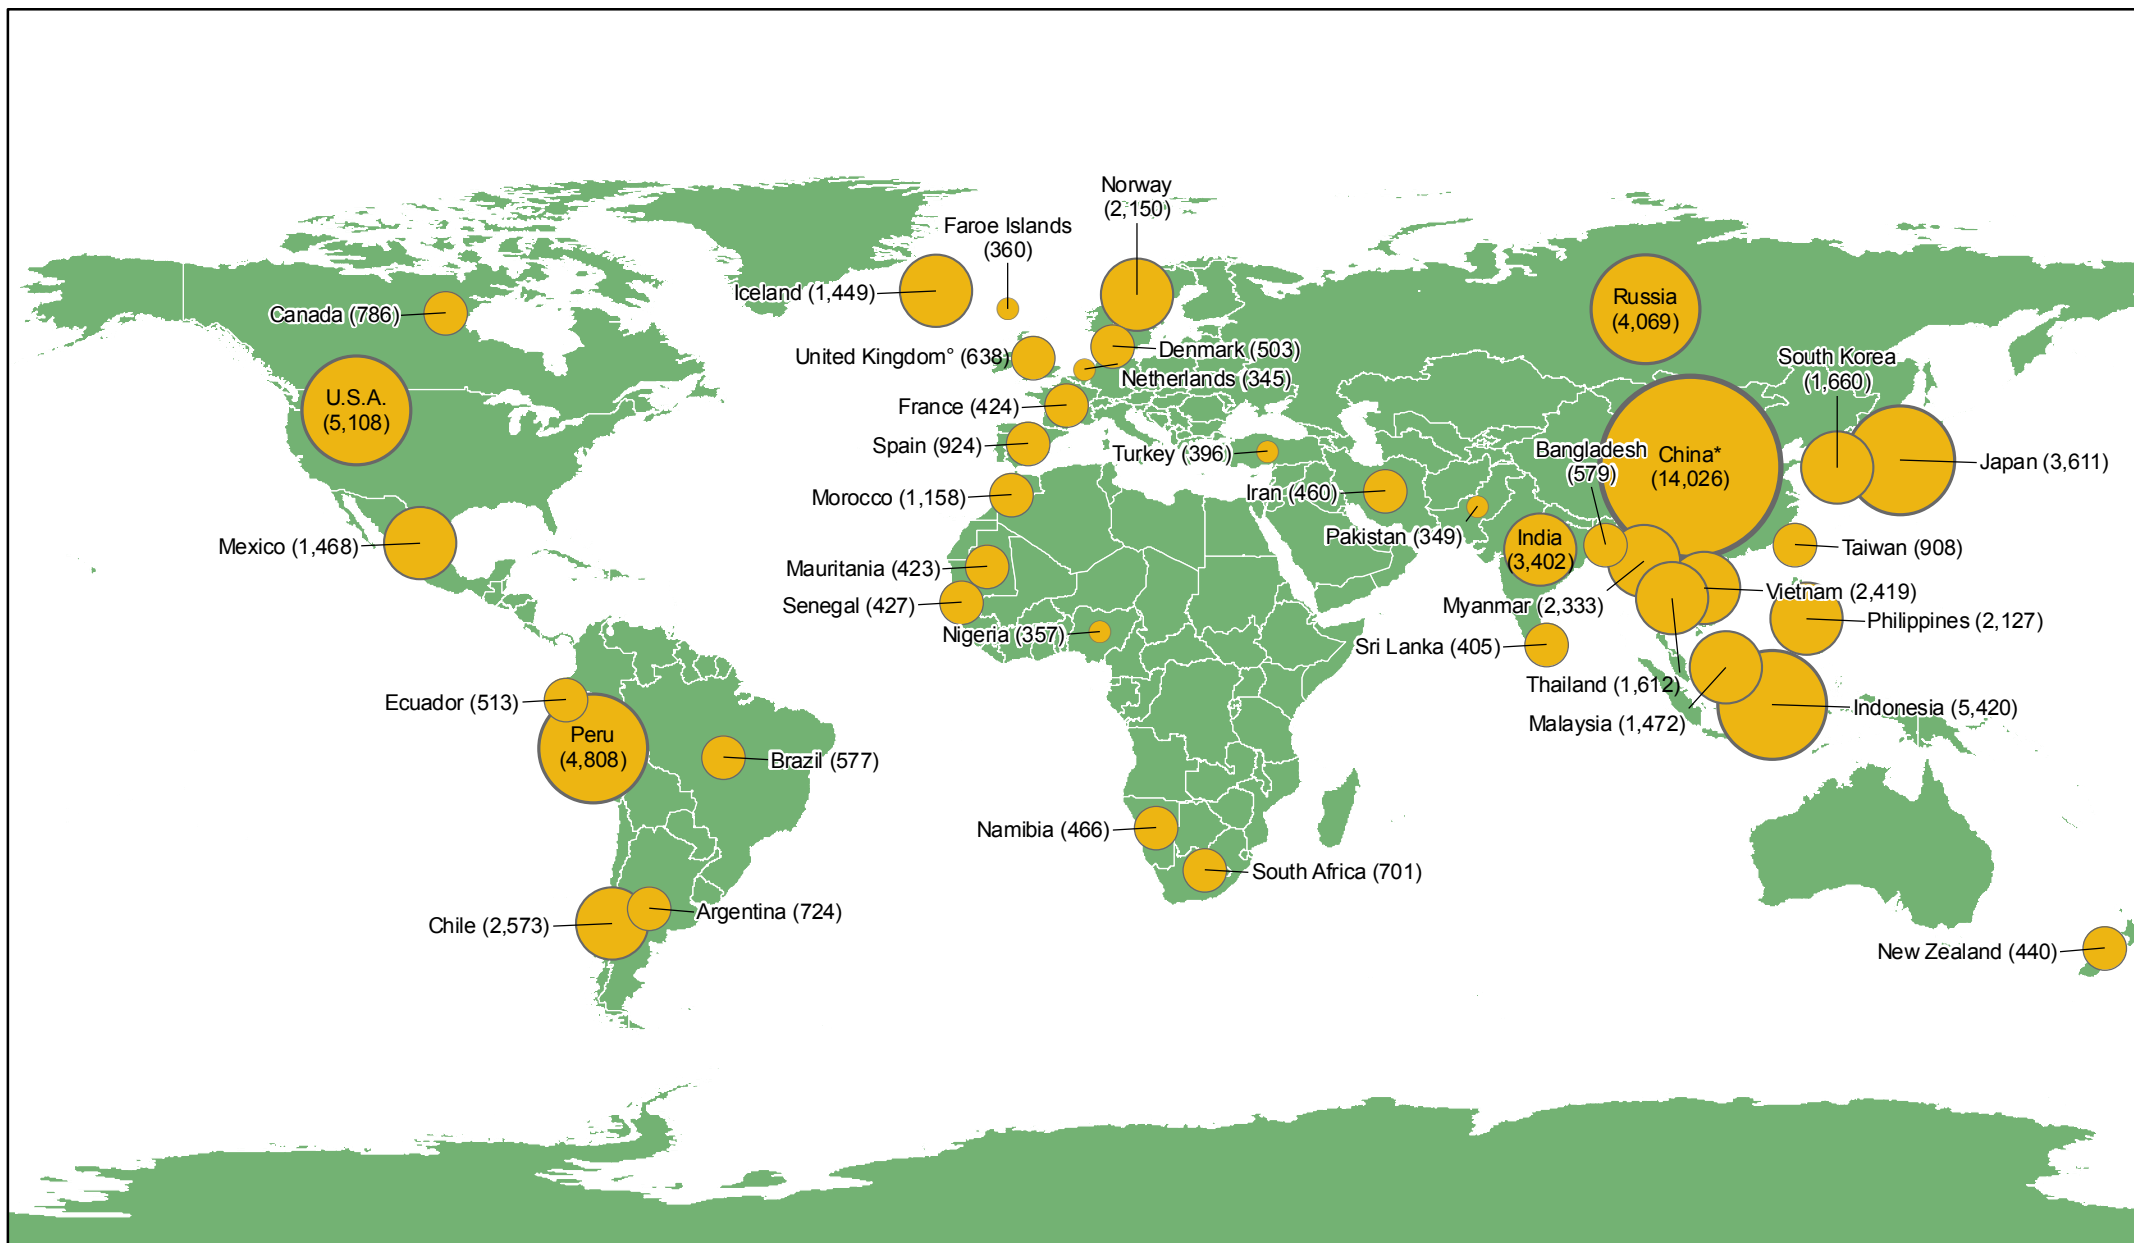 Norway
(2,150)
Faroe Islands
(360)
Iceland (1,449)
Canada (786)
Russia
(4,069)
United Kingdom° (638)
Denmark (503)
South Korea
(1,660)
Netherlands (345)
U.S.A.
(5,108)
France (424)
Spain (924)
Turkey (396)
Bangladesh
(579)
China*
(14,026)
Japan (3,611)
Morocco (1,158)
Iran (460)
Pakistan (349)
Mexico (1,468)
India
(3,402)
Taiwan (908)
Mauritania (423)
Senegal (427)
Myanmar (2,333)
Vietnam (2,419)
Philippines (2,127)
Nigeria (357)
Sri Lanka (405)
Thailand (1,612)
Ecuador (513)
Malaysia (1,472)
Indonesia (5,420)
Peru
(4,808)
Brazil (577)
Namibia (466)
South Africa (701)
Argentina (724)
Chile (2,573)
New Zealand (440)